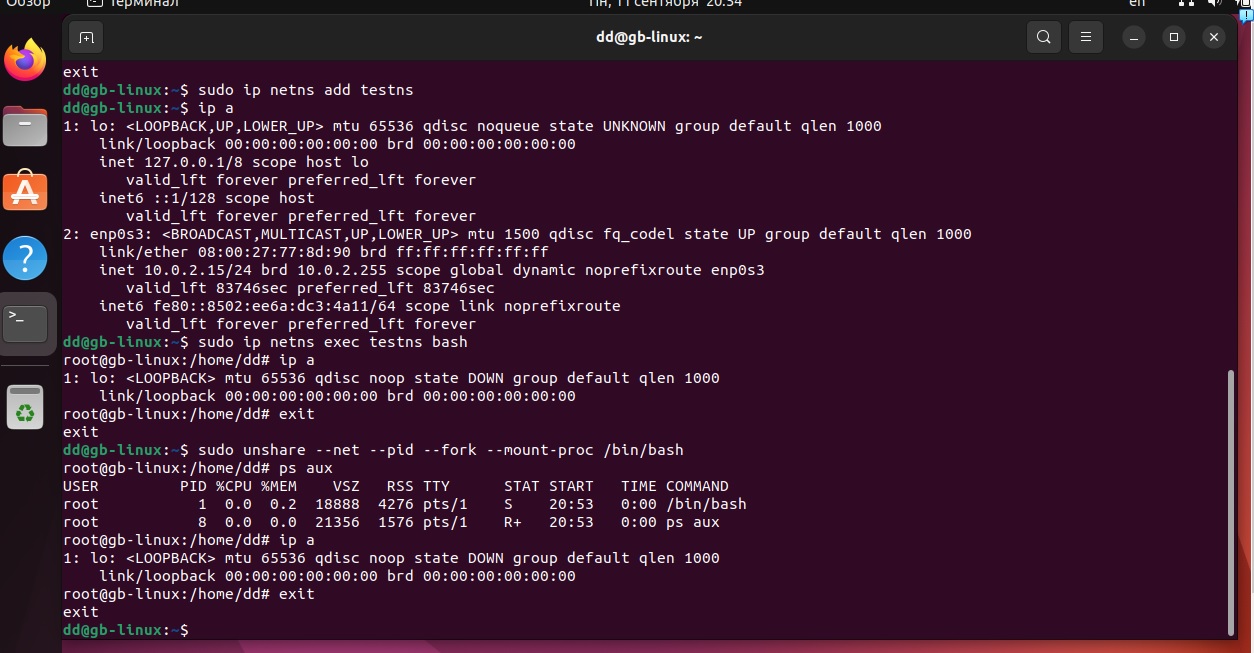 Обзор Терминал Пн, 11 сентября 20:54 en
dd@gb-linux: ~
exit
dd@gb-linux:~$ sudo ip netns add testns
dd@gb-linux:~$ ip a
1: lo: <LOOPBACK,UP,LOWER_UP> mtu 65536 qdisc noqueue state UNKNOWN group default qlen 1000
    link/loopback 00:00:00:00:00:00 brd 00:00:00:00:00:00
    inet 127.0.0.1/8 scope host lo
       valid_lft forever preferred_lft forever
    inet6 ::1/128 scope host
       valid_lft forever preferred_lft forever
2: enp0s3: <BROADCAST,MULTICAST,UP,LOWER_UP> mtu 1500 qdisc fq_codel state UP group default qlen 1000
    link/ether 08:00:27:77:8d:90 brd ff:ff:ff:ff:ff:ff
    inet 10.0.2.15/24 brd 10.0.2.255 scope global dynamic noprefixroute enp0s3
       valid_lft 83746sec preferred_lft 83746sec
    inet6 fe80::8502:ee6a:dc3:4a11/64 scope link noprefixroute
       valid_lft forever preferred_lft forever
dd@gb-linux:~$ sudo ip netns exec testns bash
root@gb-linux:/home/dd# ip a
1: lo: <LOOPBACK> mtu 65536 qdisc noop state DOWN group default qlen 1000
    link/loopback 00:00:00:00:00:00 brd 00:00:00:00:00:00
root@gb-linux:/home/dd# exit
exit
dd@gb-linux:~$ sudo unshare --net --pid --fork --mount-proc /bin/bash
root@gb-linux:/home/dd# ps aux
USER         PID %CPU %MEM    VSZ   RSS TTY      STAT START   TIME COMMAND
root           1  0.0  0.2  18888  4276 pts/1    S    20:53   0:00 /bin/bash
root           8  0.0  0.0  21356  1576 pts/1    R+   20:53   0:00 ps aux
root@gb-linux:/home/dd# ip a
1: lo: <LOOPBACK> mtu 65536 qdisc noop state DOWN group default qlen 1000
    link/loopback 00:00:00:00:00:00 brd 00:00:00:00:00:00
root@gb-linux:/home/dd# exit
exit
dd@gb-linux:~$